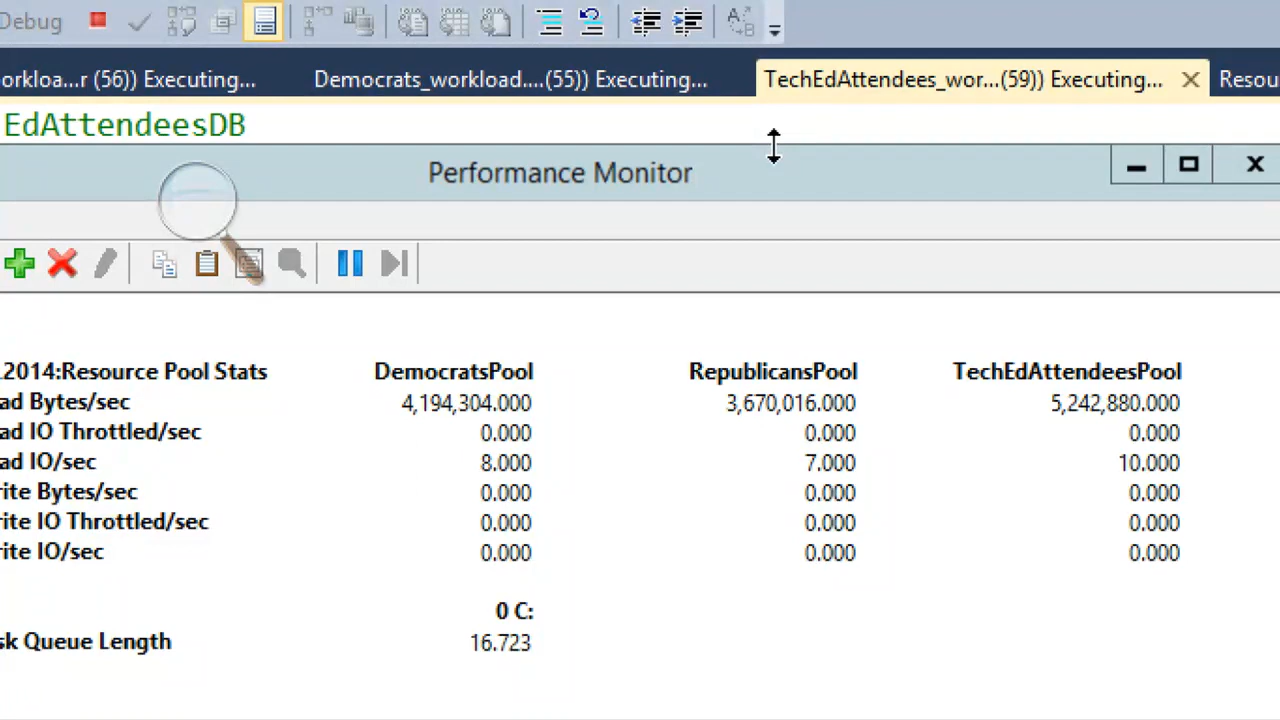 Debug
orkloa...r (56)) Executing... Democrats_workload....(55)) Executing... TechEdAttendees_wor...(59)) Executing... Resou
EdAttendeesDB
Performance Monitor
.2014:Resource Pool Stats DemocratsPool RepublicansPool TechEdAttendeesPool
ad Bytes/sec 4,194,304.000 3,670,016.000 5,242,880.000
ad IO Throttled/sec 0.000 0.000 0.000
ad IO/sec 8.000 7.000 10.000
rite Bytes/sec 0.000 0.000 0.000
rite IO Throttled/sec 0.000 0.000 0.000
rite IO/sec 0.000 0.000 0.000
0 C:
sk Queue Length 16.723